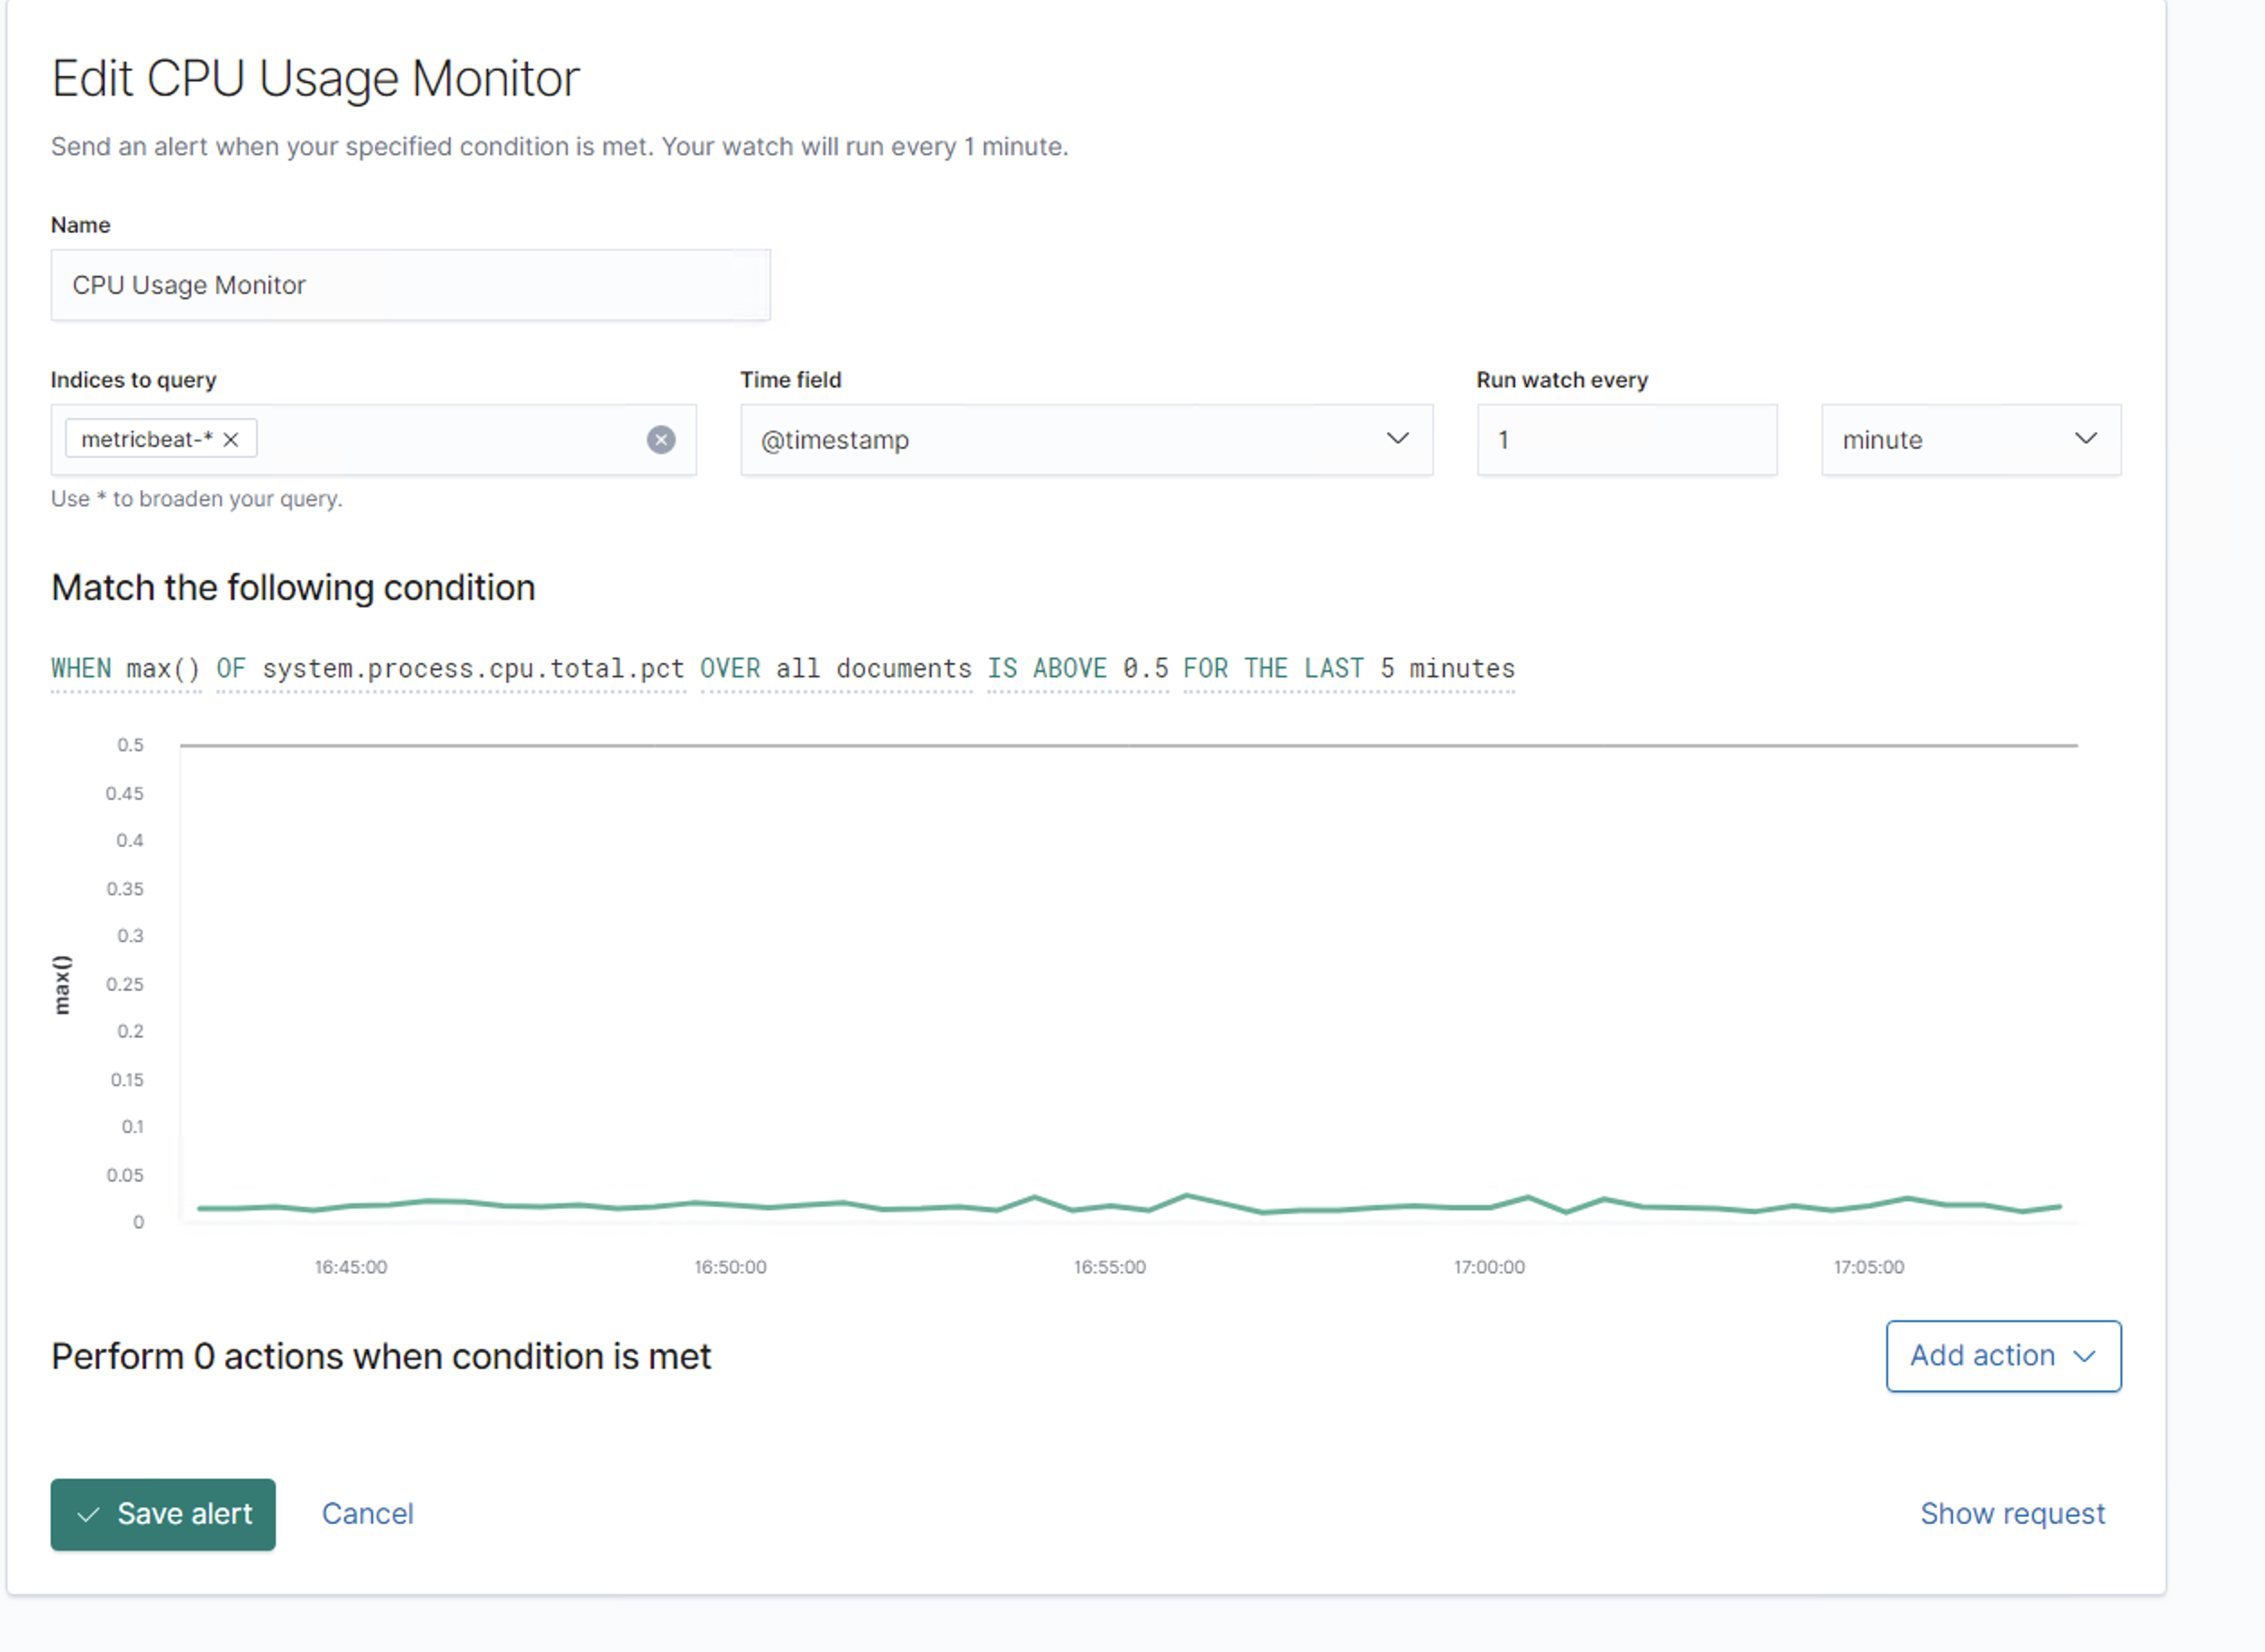 Edit CPU Usage Monitor
Send an alert when your specified condition is met. Your watch will run every 1 minute.
Name
CPU Usage Monitor
Indices to query
Time field
Run watch every
metricbeat-*
@timestamp
1
minute
Use * to broaden your query.
Match the following condition
WHEN max() OF system.process.cpu.total.pct OVER all documents IS ABOVE 0.5 FOR THE LAST 5 minutes
0.5
0.45
0.4
0.35
0.3
0.25
0.2
0.15
0.1
0.05
0
max()
16:45:00 16:50:00 16:55:00 17:00:00 17:05:00
Perform 0 actions when condition is met
Add action
Save alert
Cancel
Show request